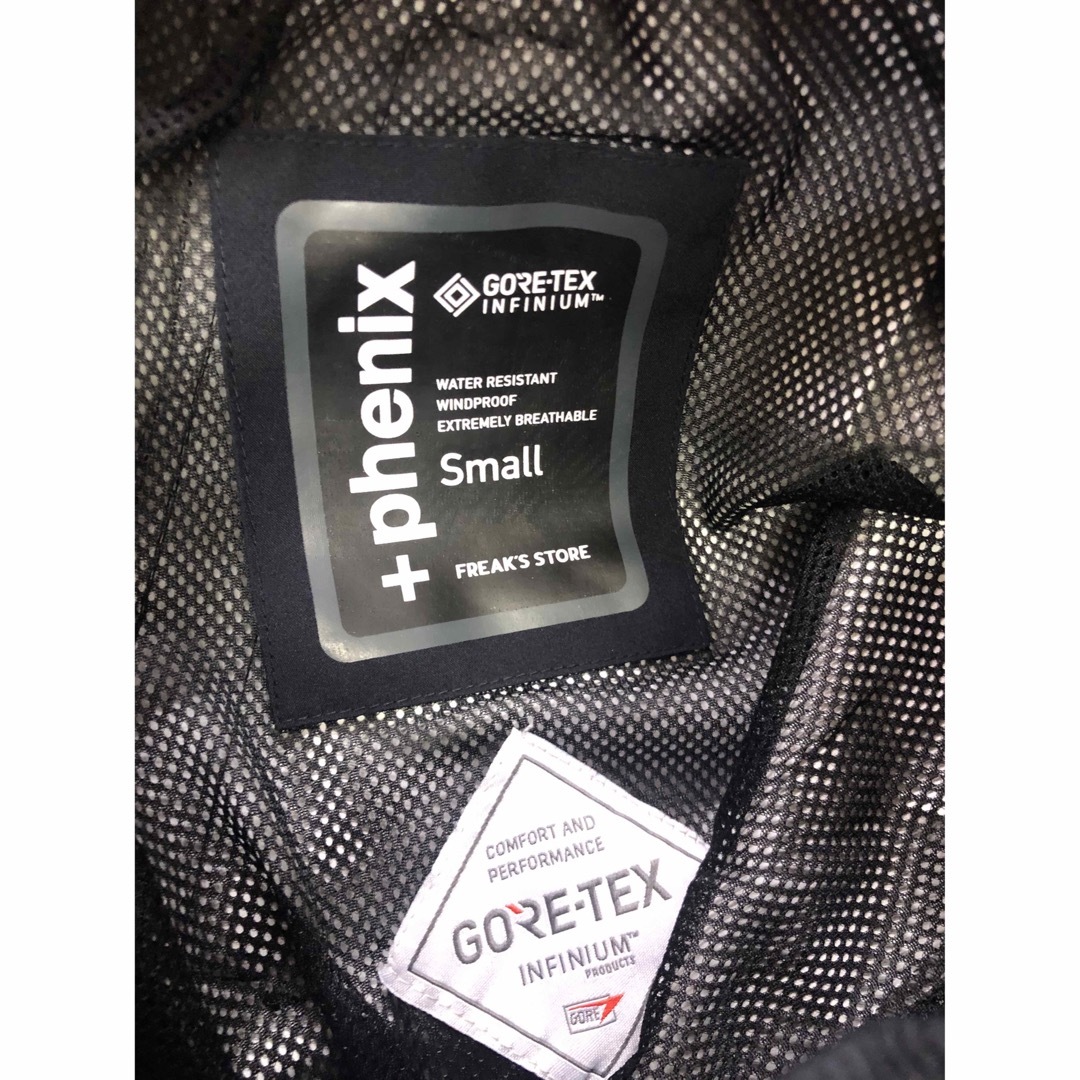 +phenix
GORE-TEX
INFINIUM™
WATER RESISTANT
WINDPROOF
EXTREMELY BREATHABLE
Small
FREAK'S STORE
COMFORT AND
PERFORMANCE
GORE-TEX
INFINIUM™
PRODUCTS
GORE